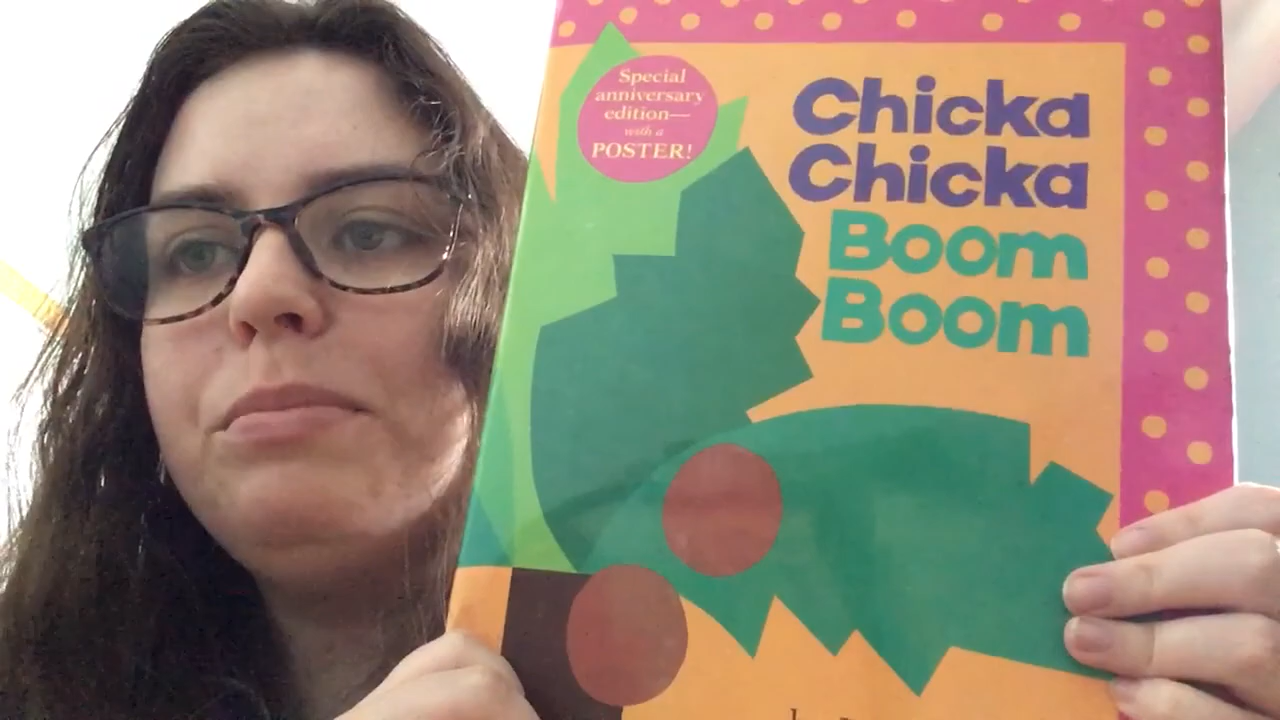 Special
anniversary
edition—
with a
POSTER!
Chicka
Chicka
Boom
Boom